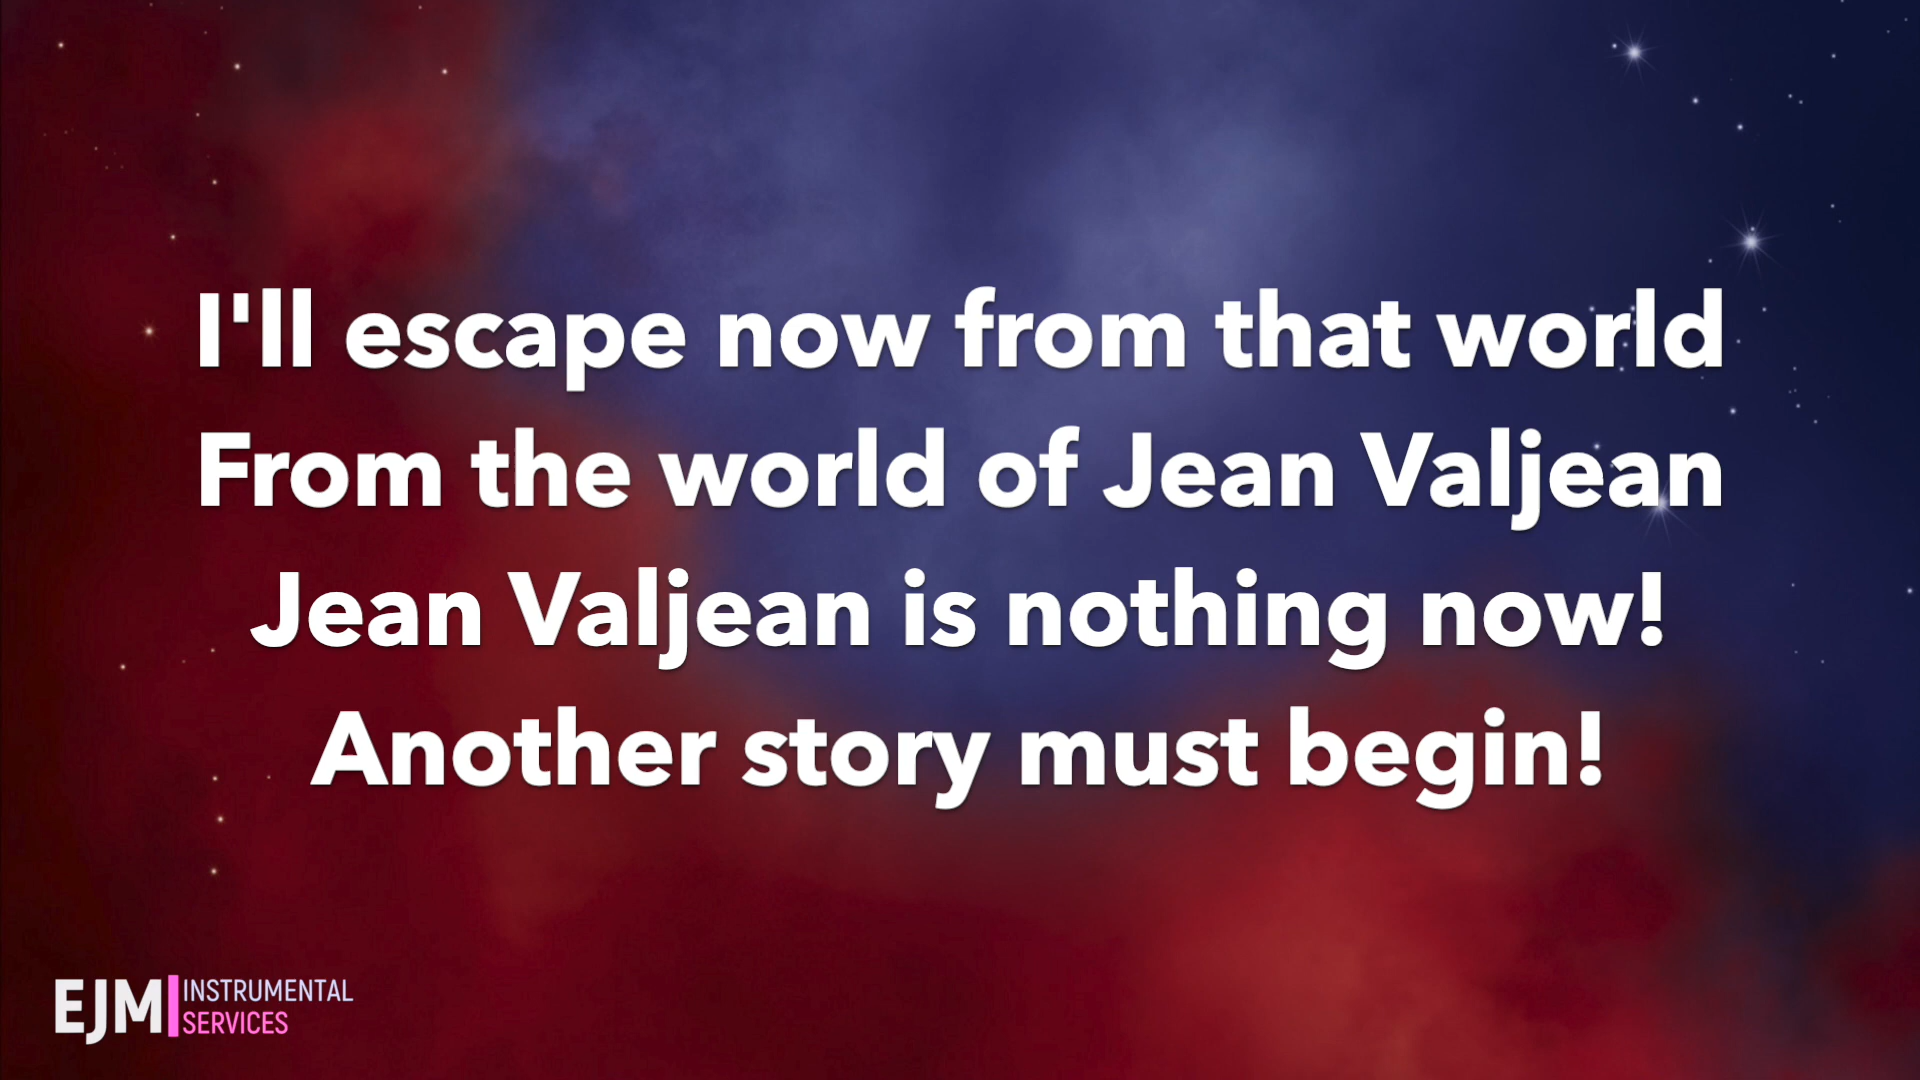 I'll escape now from that world
From the world of Jean Valjean
Jean Valjean is nothing now!
Another story must begin!
EJM INSTRUMENTAL
SERVICES